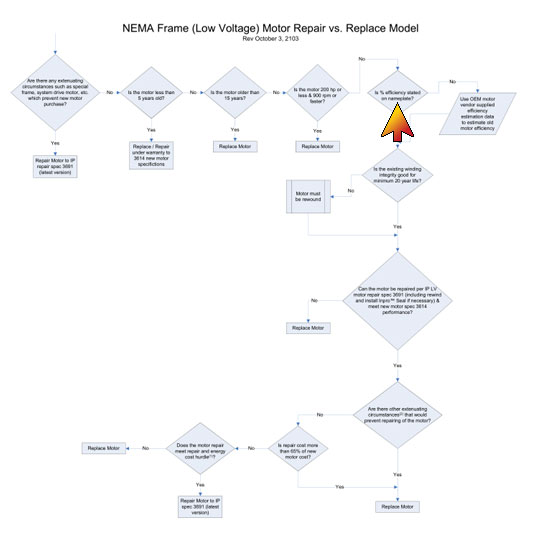 NEMA Frame (Low Voltage) Motor Repair vs. Replace Model
Rev October 3, 2103
Are there any extenuating
circumstances such as special
frame, system drive motor, etc.
which prevent new motor
purchase?
No
Is the motor less than
5 years old?
No
Is the motor older than
15 years?
No
Is the motor 200 hp or
less & 900 rpm or
faster?
No
Is % efficiency stated
on nameplate?
No
Use OEM motor
vendor supplied
efficiency
estimation data
to estimate old
motor efficiency
Yes
Repair Motor to IP
repair spec 3691
(latest version)
Yes
Replace / Repair
under warranty to
3614 new motor
specifictions
Yes
Replace Motor
Yes
Replace Motor
Yes
Is the existing winding
integrity good for
minimum 20 year life?
No
Motor must
be rewound
Yes
Can the motor be repaired per IP LV
motor repair spec 3691 (including rewind
and install Inpro™ Seal if necessary) &
meet new motor spec 3614
performance?
No
Replace Motor
Yes
Are there other extenuating
that would
prevent repairing of the motor?
No
Is repair cost more
than 65% of new
motor cost?
No
Does the motor repair
meet repair and energy
cost hurdle
No
Replace Motor
Yes
Repair Motor to IP
spec 3691 (latest
version)
Yes
Yes
Replace Motor